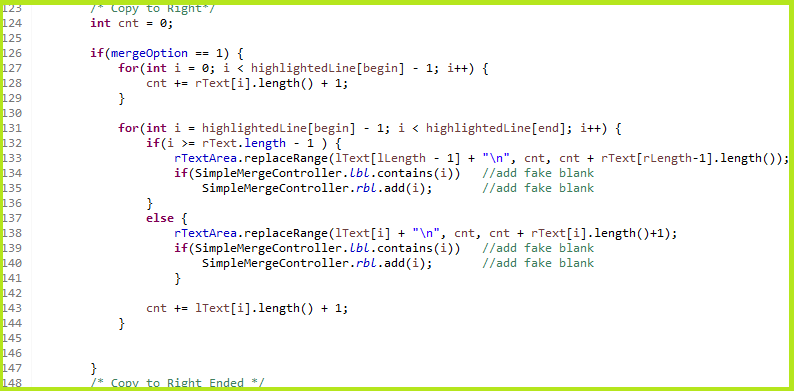 123        /* Copy to Right*/
124        int cnt = 0;
125
126        if(mergeOption == 1) {
127            for(int i = 0; i < highlightedLine[begin] - 1; i++) {
128                cnt += rText[i].length() + 1;
129            }
130
131            for(int i = highlightedLine[begin] - 1; i < highlightedLine[end]; i++) {
132                if(i >= rText.length - 1 ) {
133                    rTextArea.replaceRange(lText[lLength - 1] + "\n", cnt, cnt + rText[rLength-1].length());
134                    if(SimpleMergeController.lbl.contains(i))   //add fake blank
135                        SimpleMergeController.rbl.add(i);       //add fake blank
136                }
137                else {
138                    rTextArea.replaceRange(lText[i] + "\n", cnt, cnt + rText[i].length()+1);
139                    if(SimpleMergeController.lbl.contains(i))   //add fake blank
140                        SimpleMergeController.rbl.add(i);       //add fake blank
141                    }
142
143                cnt += lText[i].length() + 1;
144            }
145
146
147        }
148        /* Copy to Right Ended */